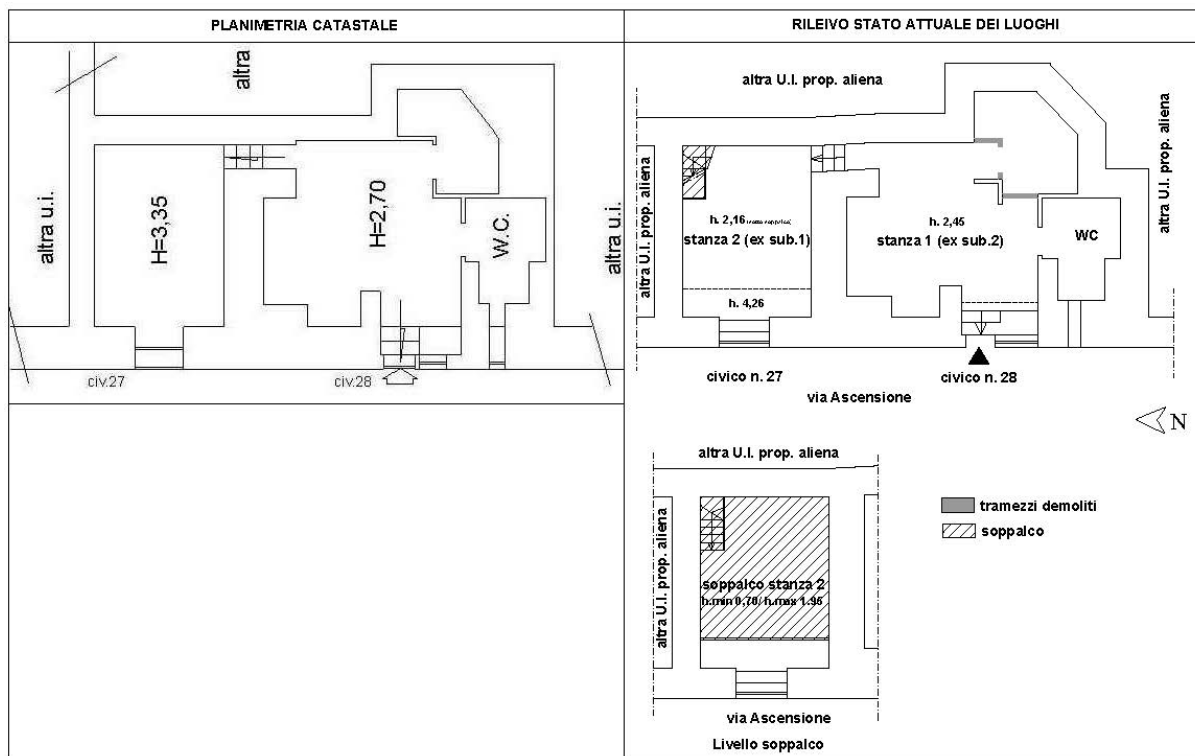 PLANIMETRIA CATASTALE
altra u.i.
altra
H=3,35
H=2,70
W.C.
altra u.i.
civ.27
civ.28
RILEIVO STATO ATTUALE DEI LUOGHI
altra U.I. prop. aliena
altra U.I. prop. aliena
altra U.I. prop. aliena
h. 2,16 (sotto soppalco)
stanza 2 (ex sub.1)
h. 4,26
h. 2,45
stanza 1 (ex sub.2)
WC
civico n. 27
civico n. 28
via Ascensione
N
altra U.I. prop. aliena
altra U.I. prop. aliena
soppalco stanza 2
h.min 0,70/ h.max 1.95
tramezzi demoliti
soppalco
via Ascensione
Livello soppalco